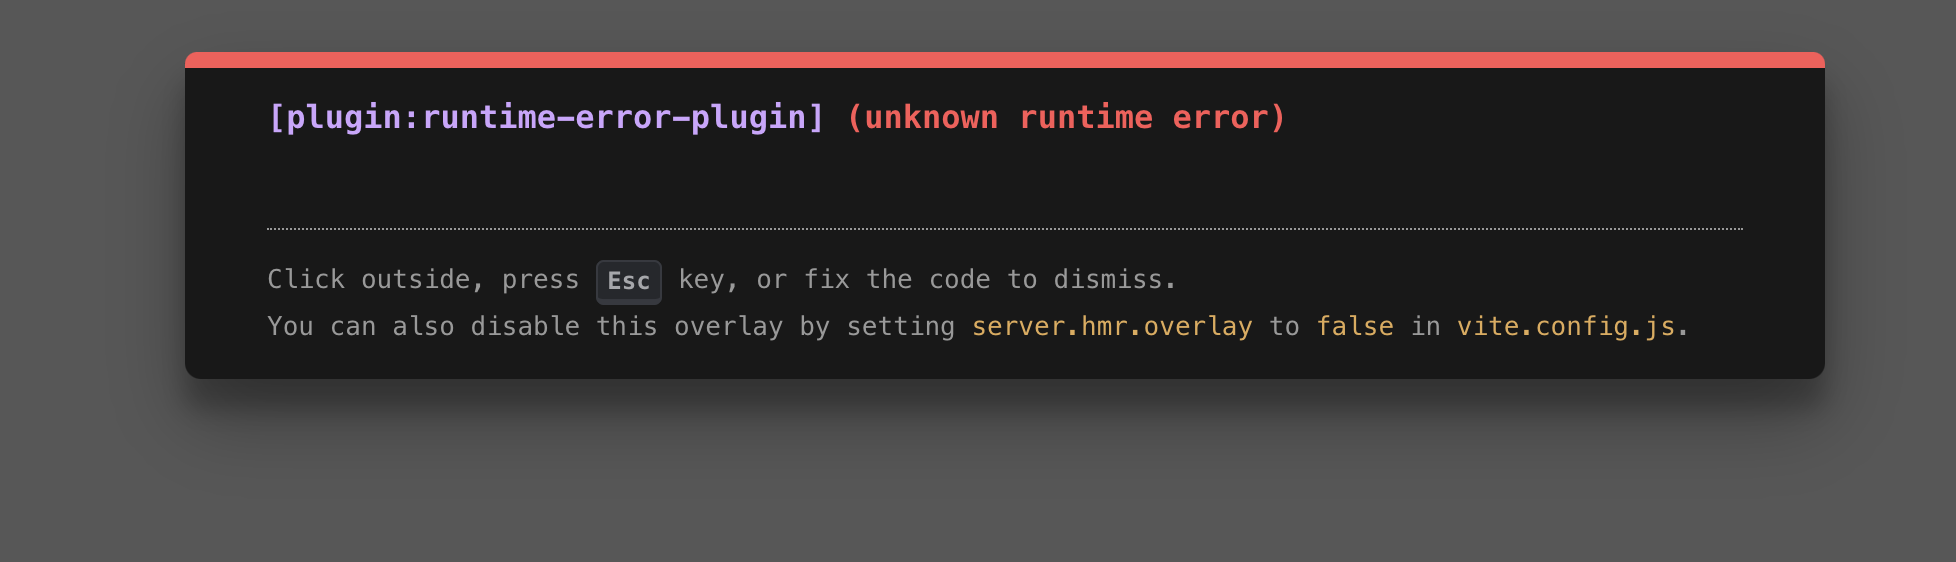 [plugin:runtime-error-plugin] (unknown runtime error)
Click outside, press Esc key, or fix the code to dismiss.
You can also disable this overlay by setting server.hmr.overlay to false in vite.config.js.